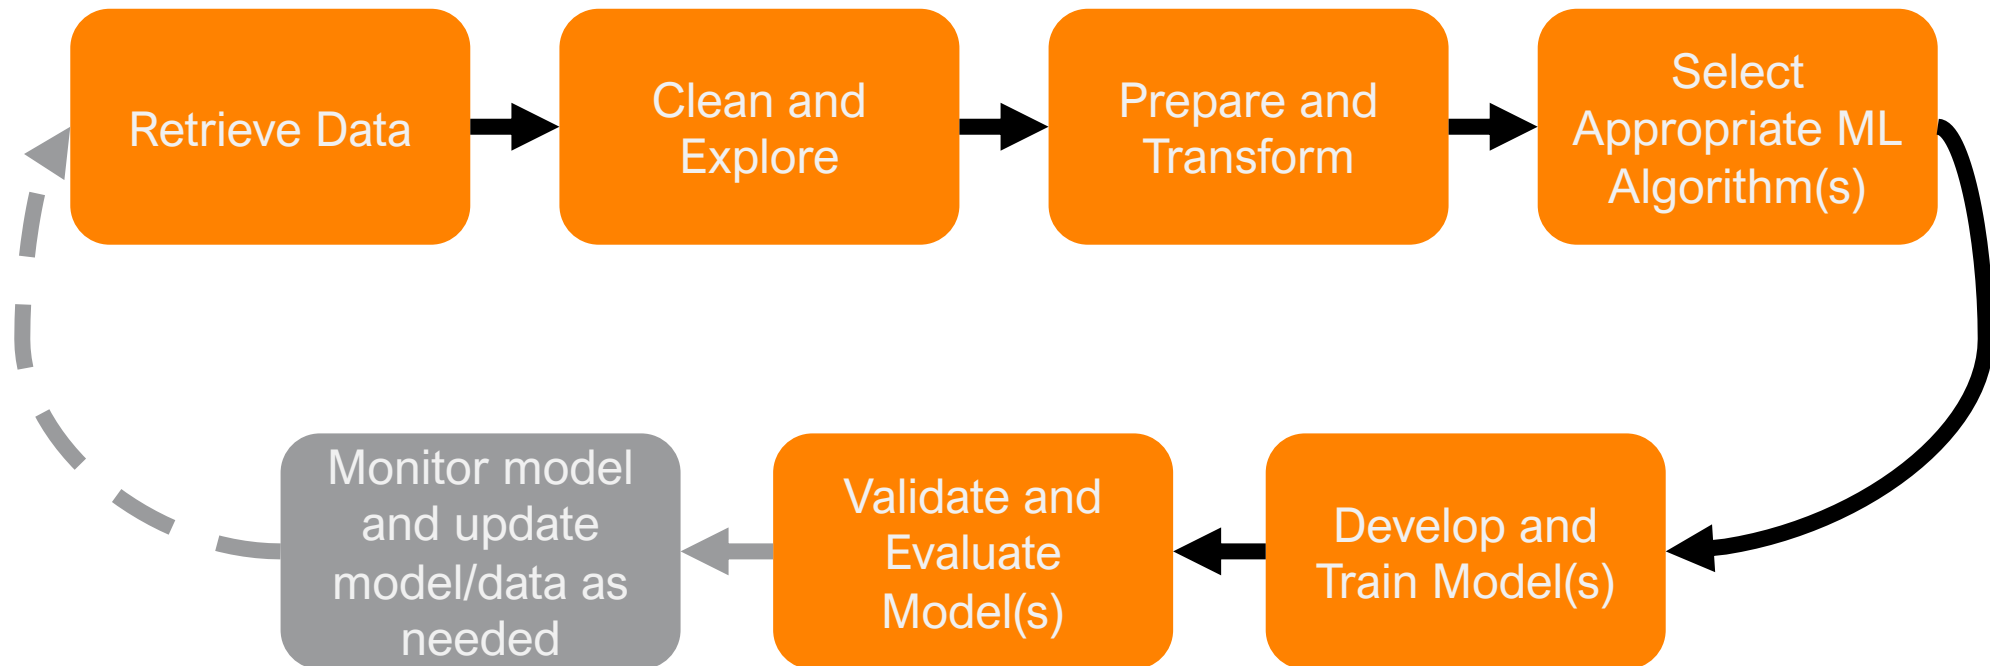 Retrieve Data
Clean and
Explore
Prepare and
Transform
Select
Appropriate ML
Algorithm(s)
Develop and
Train Model(s)
Validate and
Evaluate
Model(s)
Monitor model
and update
model/data as
needed